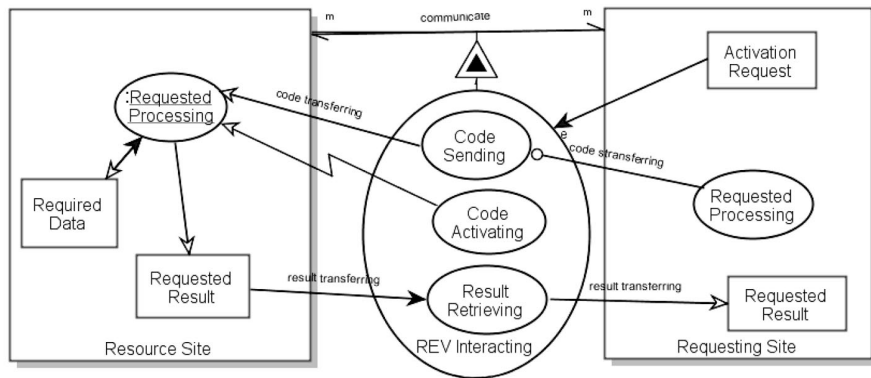 m
communicate
m
:Requested
Processing
code transferring
Required
Data
Requested
Result
result transferring
Resource Site
Code
Sending
Code
Activating
Result
Retrieving
REV Interacting
e
code stransferring
result transferring
Activation
Request
Requested
Processing
Requested
Result
Requesting Site